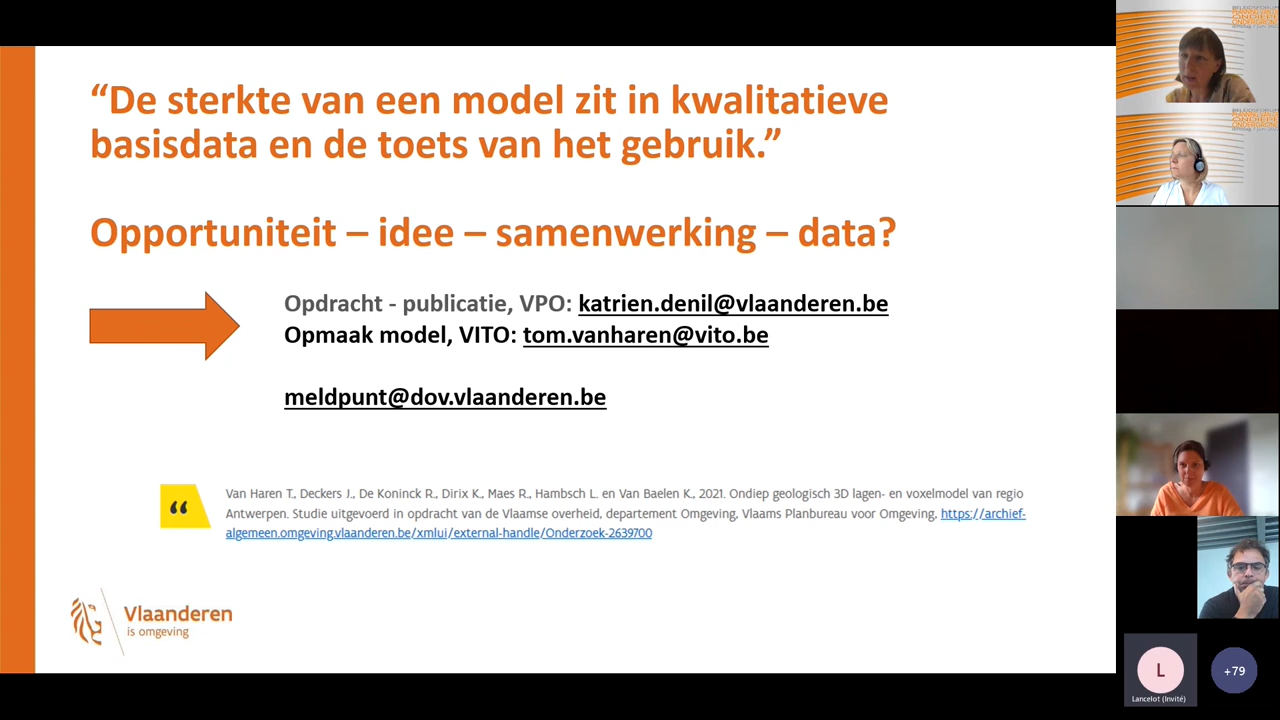 “De sterkte van een model zit in kwalitatieve
basisdata en de toets van het gebruik.”
Opportuniteit – idee – samenwerking – data?
Opdracht - publicatie, VPO: katrien.denil@vlaanderen.be
Opmaak model, VITO: tom.vanharen@vito.be
meldpunt@dov.vlaanderen.be
“
Van Haren T., Deckers J., De Koninck R., Dirix K., Maes R., Hambsch L. en Van Baelen K., 2021. Ondiep geologisch 3D lagen- en voxelmodel van regio
Antwerpen. Studie uitgevoerd in opdracht van de Vlaamse overheid, departement Omgeving, Vlaams Planbureau voor Omgeving, https://archief-
algemeen.omgeving.vlaanderen.be/xmlui/external-handle/Onderzoek-2639700
Vlaanderen
is omgeving
L
Lancelot (Invité)
+79